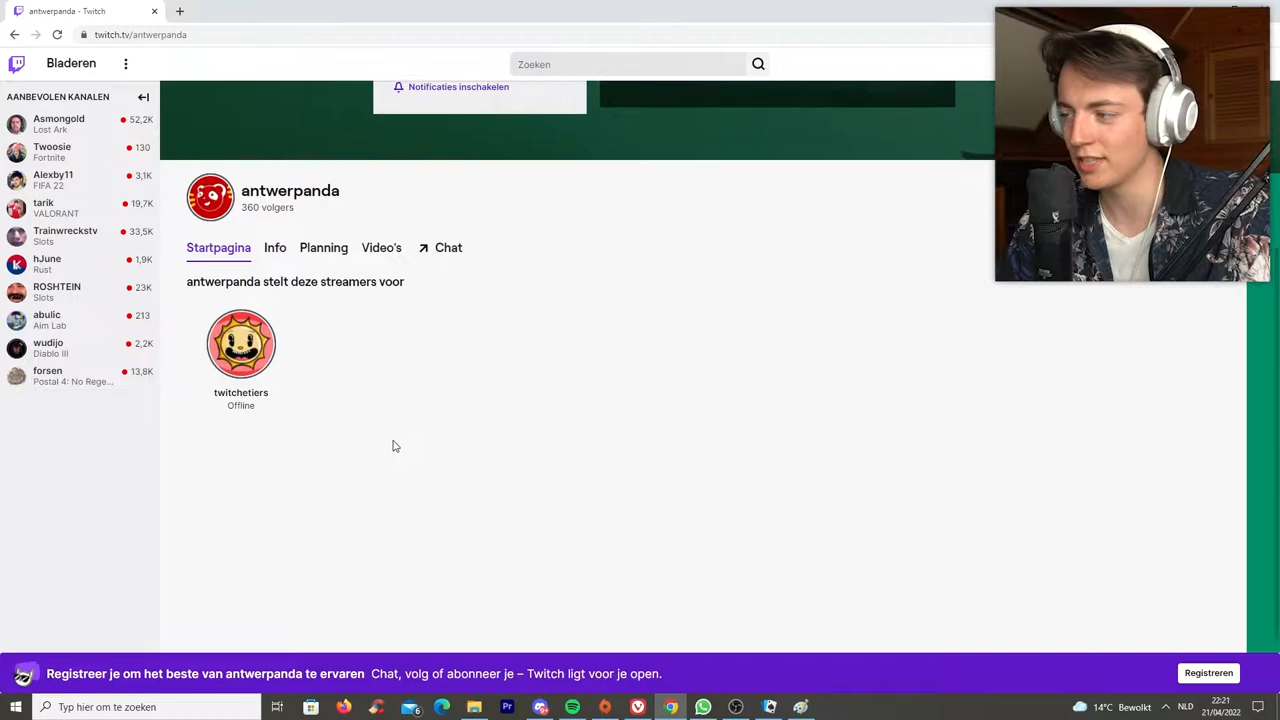 antwerpanda - Twitch
twitch.tv/antwerpanda
Bladeren
Zoeken
AANBEVOLEN KANALEN
Asmongold
Lost Ark
52,2K
Twoosie
Fortnite
130
Alexby11
FIFA 22
3,1K
tarik
VALORANT
19,7K
Trainwreckstv
Slots
33,5K
hJune
Rust
1,9K
ROSHTEIN
Slots
23K
abulic
Aim Lab
213
wudijo
Diablo III
2,2K
forsen
Postal 4: No Rege...
13,8K
Notificaties inschakelen
antwerpanda
360 volgers
Startpagina Info Planning Video's Chat
antwerpanda stelt deze streamers voor
twitchetiers
Offline
Registreer je om het beste van antwerpanda te ervaren Chat, volg of abonneer je – Twitch ligt voor je open.
Registreren
Typ hier om te zoeken
6
Pr
14°C Bewolkt
NLD
22:21
21/04/2022